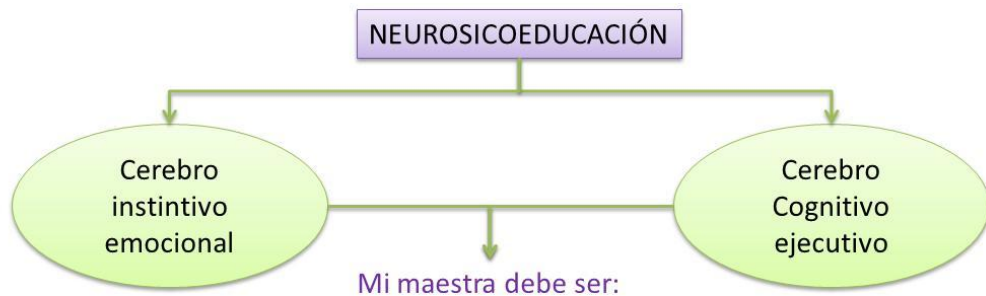 NEUROSICOEDUCACIÓN
Cerebro
instintivo
emocional
Cerebro
Cognitivo
ejecutivo
Mi maestra debe ser: